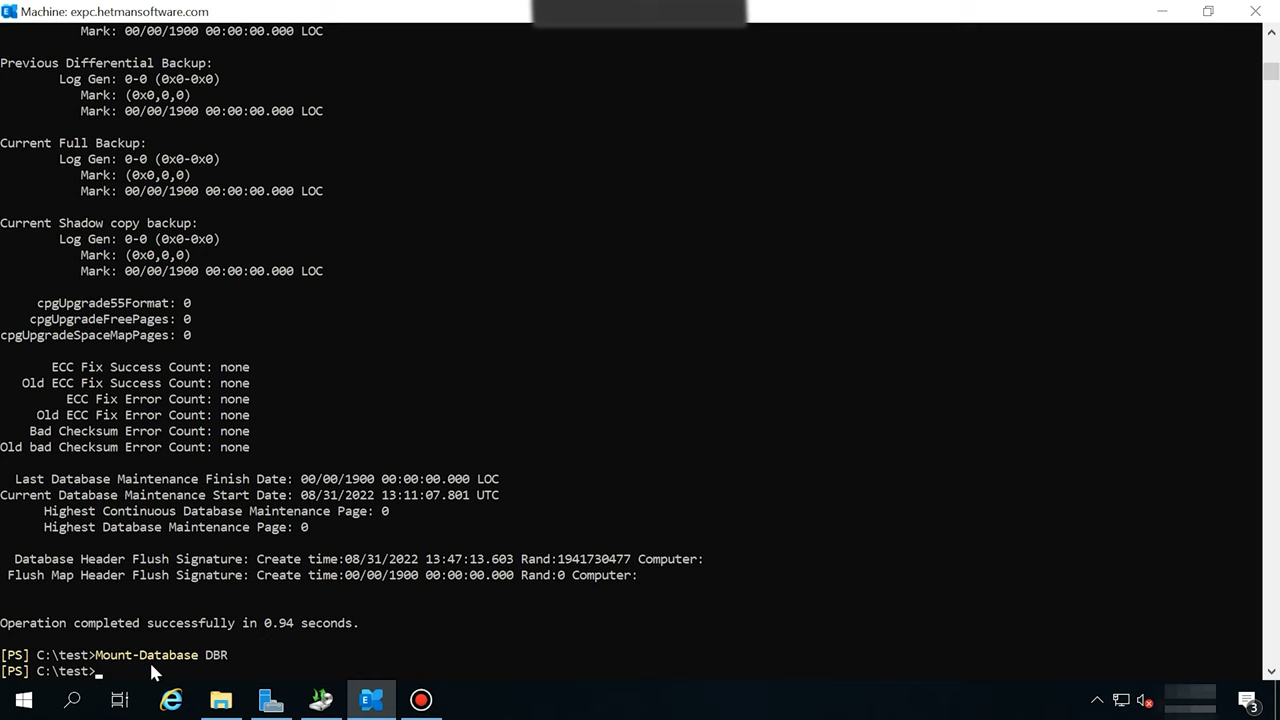 Machine: expc.hetmansoftware.com
Mark: 00/00/1900 00:00:00.000 LOC
Previous Differential Backup:
Log Gen: 0-0 (0x0-0x0)
Mark: (0x0,0,0)
Mark: 00/00/1900 00:00:00.000 LOC
Current Full Backup:
Log Gen: 0-0 (0x0-0x0)
Mark: (0x0,0,0)
Mark: 00/00/1900 00:00:00.000 LOC
Current Shadow copy backup:
Log Gen: 0-0 (0x0-0x0)
Mark: (0x0,0,0)
Mark: 00/00/1900 00:00:00.000 LOC
cpgUpgrade55Format: 0
cpgUpgradeFreePages: 0
cpgUpgradeSpaceMapPages: 0
ECC Fix Success Count: none
Old ECC Fix Success Count: none
ECC Fix Error Count: none
Old ECC Fix Error Count: none
Bad Checksum Error Count: none
Old bad Checksum Error Count: none
Last Database Maintenance Finish Date: 00/00/1900 00:00:00.000 LOC
Current Database Maintenance Start Date: 08/31/2022 13:11:07.801 UTC
Highest Continuous Database Maintenance Page: 0
Highest Database Maintenance Page: 0
Database Header Flush Signature: Create time:08/31/2022 13:47:13.603 Rand:1941730477 Computer:
Flush Map Header Flush Signature: Create time:00/00/1900 00:00:00.000 Rand:0 Computer:
Operation completed successfully in 0.94 seconds.
[PS] C:\test>Mount-Database DBR
[PS] C:\test>
E
3